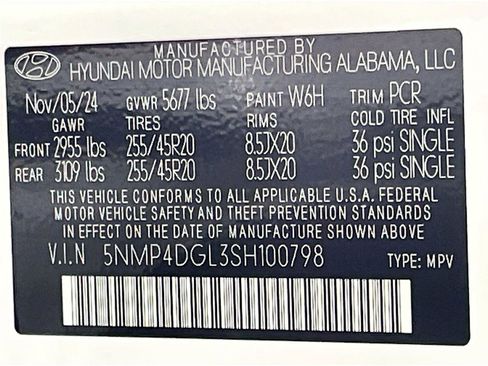 MANUFACTURED BY
HYUNDAI MOTOR MANUFACTURING ALABAMA, LLC
Nov/05/24 GVWR 5677 lbs PAINT W6H TRIM PCR
GAWR TIRES RIMS COLD TIRE INFL
FRONT 2955 lbs 255/45R20 8.5JX20 36 psi SINGLE
REAR 3109 lbs 255/45R20 8.5JX20 36 psi SINGLE
THIS VEHICLE CONFORMS TO ALL APPLICABLE U.S.A. FEDERAL
MOTOR VEHICLE SAFETY AND THEFT PREVENTION STANDARDS
IN EFFECT ON THE DATE OF MANUFACTURE SHOWN ABOVE
V.I.N 5NMP4DGL3SH100798 TYPE: MPV